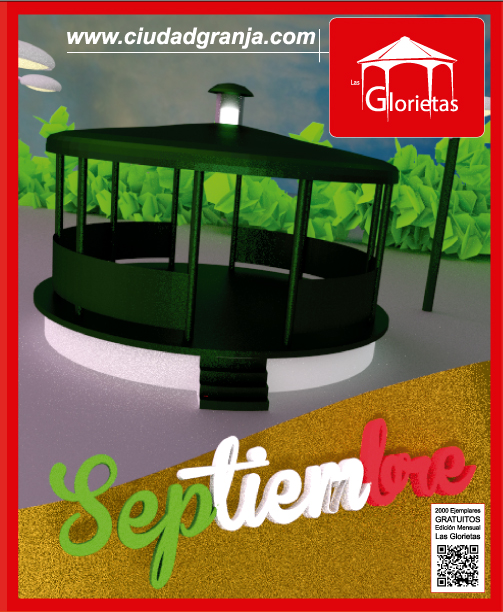 www.ciudadgranja.com
Las
Glorietas
Septiembre
2000 Ejemplares
GRATUITOS
Edición Mensual
Las Glorietas